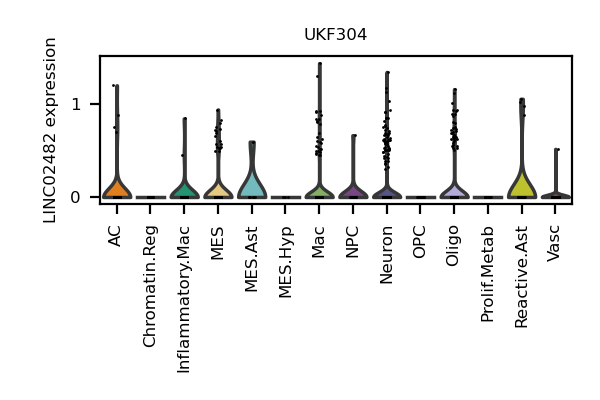 UKF304
LINC02482 expression
1
0
AC
Chromatin.Reg
Inflammatory.Mac
MES
MES.Ast
MES.Hyp
Mac
NPC
Neuron
OPC
Oligo
Prolif.Metab
Reactive.Ast
Vasc